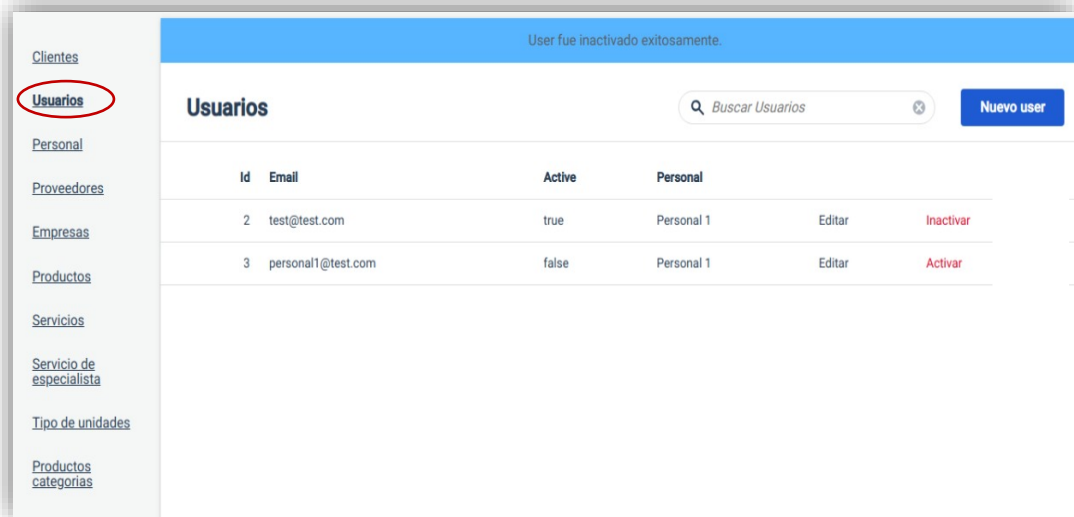 User fue inactivado exitosamente.
Clientes
Usuarios
Personal
Proveedores
Empresas
Productos
Servicios
Servicio de
especialista
Tipo de unidades
Productos
categorias
Usuarios
Buscar Usuarios
Nuevo user
Id Email Active Personal
2 test@test.com true Personal 1 Editar Inactivar
3 personal1@test.com false Personal 1 Editar Activar